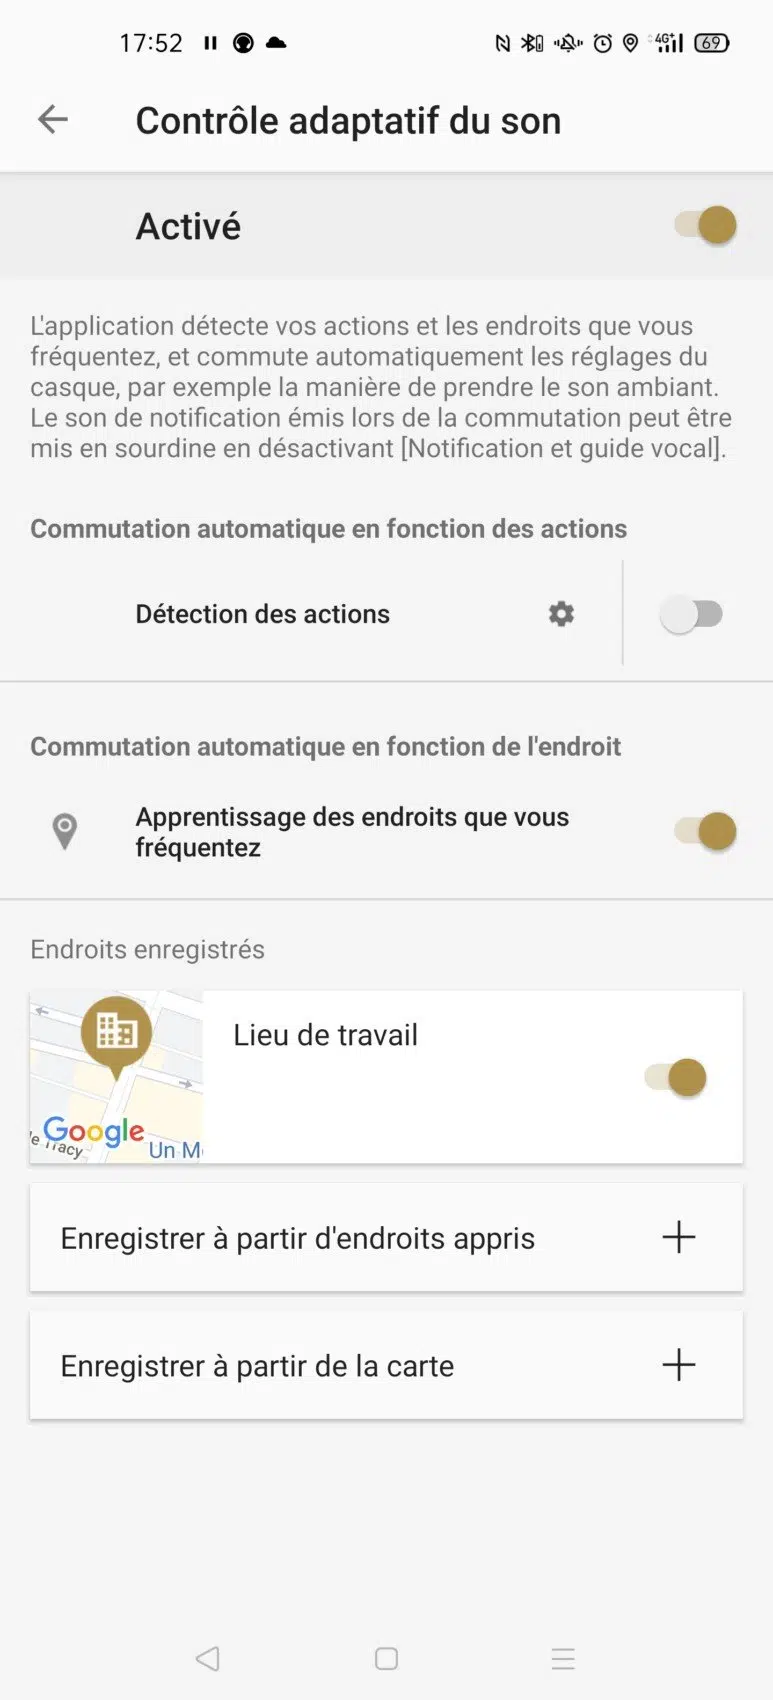 17:52 4G+ 69
Contrôle adaptatif du son
Activé
L'application détecte vos actions et les endroits que vous
fréquentez, et commute automatiquement les réglages du
casque, par exemple la manière de prendre le son ambiant.
Le son de notification émis lors de la commutation peut être
mis en sourdine en désactivant [Notification et guide vocal].
Commutation automatique en fonction des actions
Détection des actions
Commutation automatique en fonction de l'endroit
Apprentissage des endroits que vous
fréquentez
Endroits enregistrés
Lieu de travail
Google
le Tracy
Un M
Enregistrer à partir d'endroits appris
Enregistrer à partir de la carte